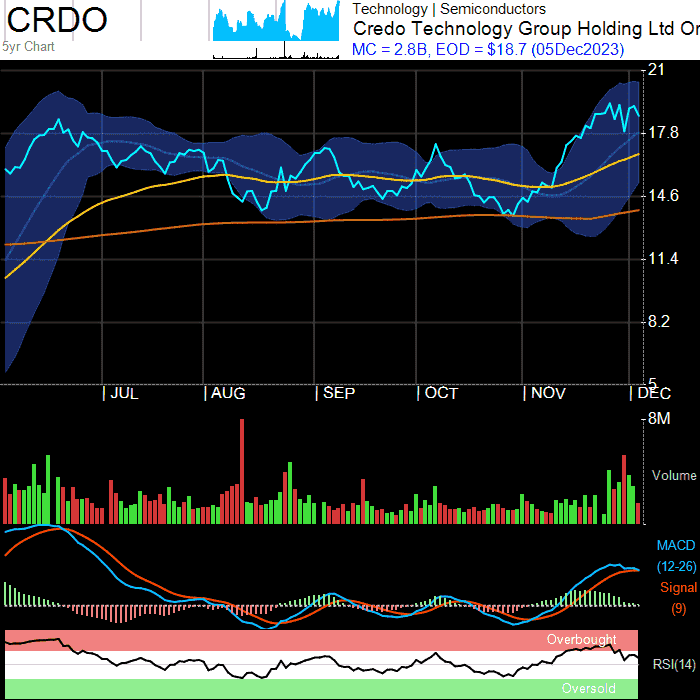 CRDO
5yr Chart
Technology | Semiconductors
Credo Technology Group Holding Ltd Or
MC = 2.8B, EOD = $18.7 (05Dec2023)
21
17.8
14.6
11.4
8.2
5
| JUL | AUG | SEP | OCT | NOV | DEC
8M
Volume
MACD
(12-26)
Signal
(9)
Overbought
RSI(14)
Oversold